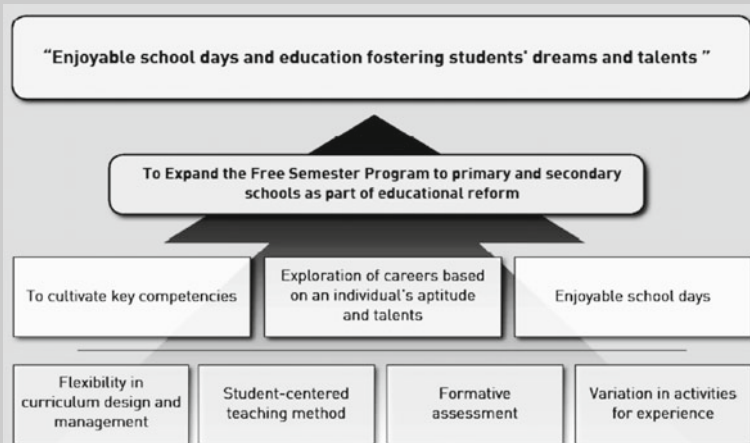 “Enjoyable school days and education fostering students' dreams and talents ”
To Expand the Free Semester Program to primary and secondary
schools as part of educational reform
To cultivate key competencies
Exploration of careers based
on an individual's aptitude
and talents
Enjoyable school days
Flexibility in
curriculum design and
management
Student-centered
teaching method
Formative
assessment
Variation in activities
for experience